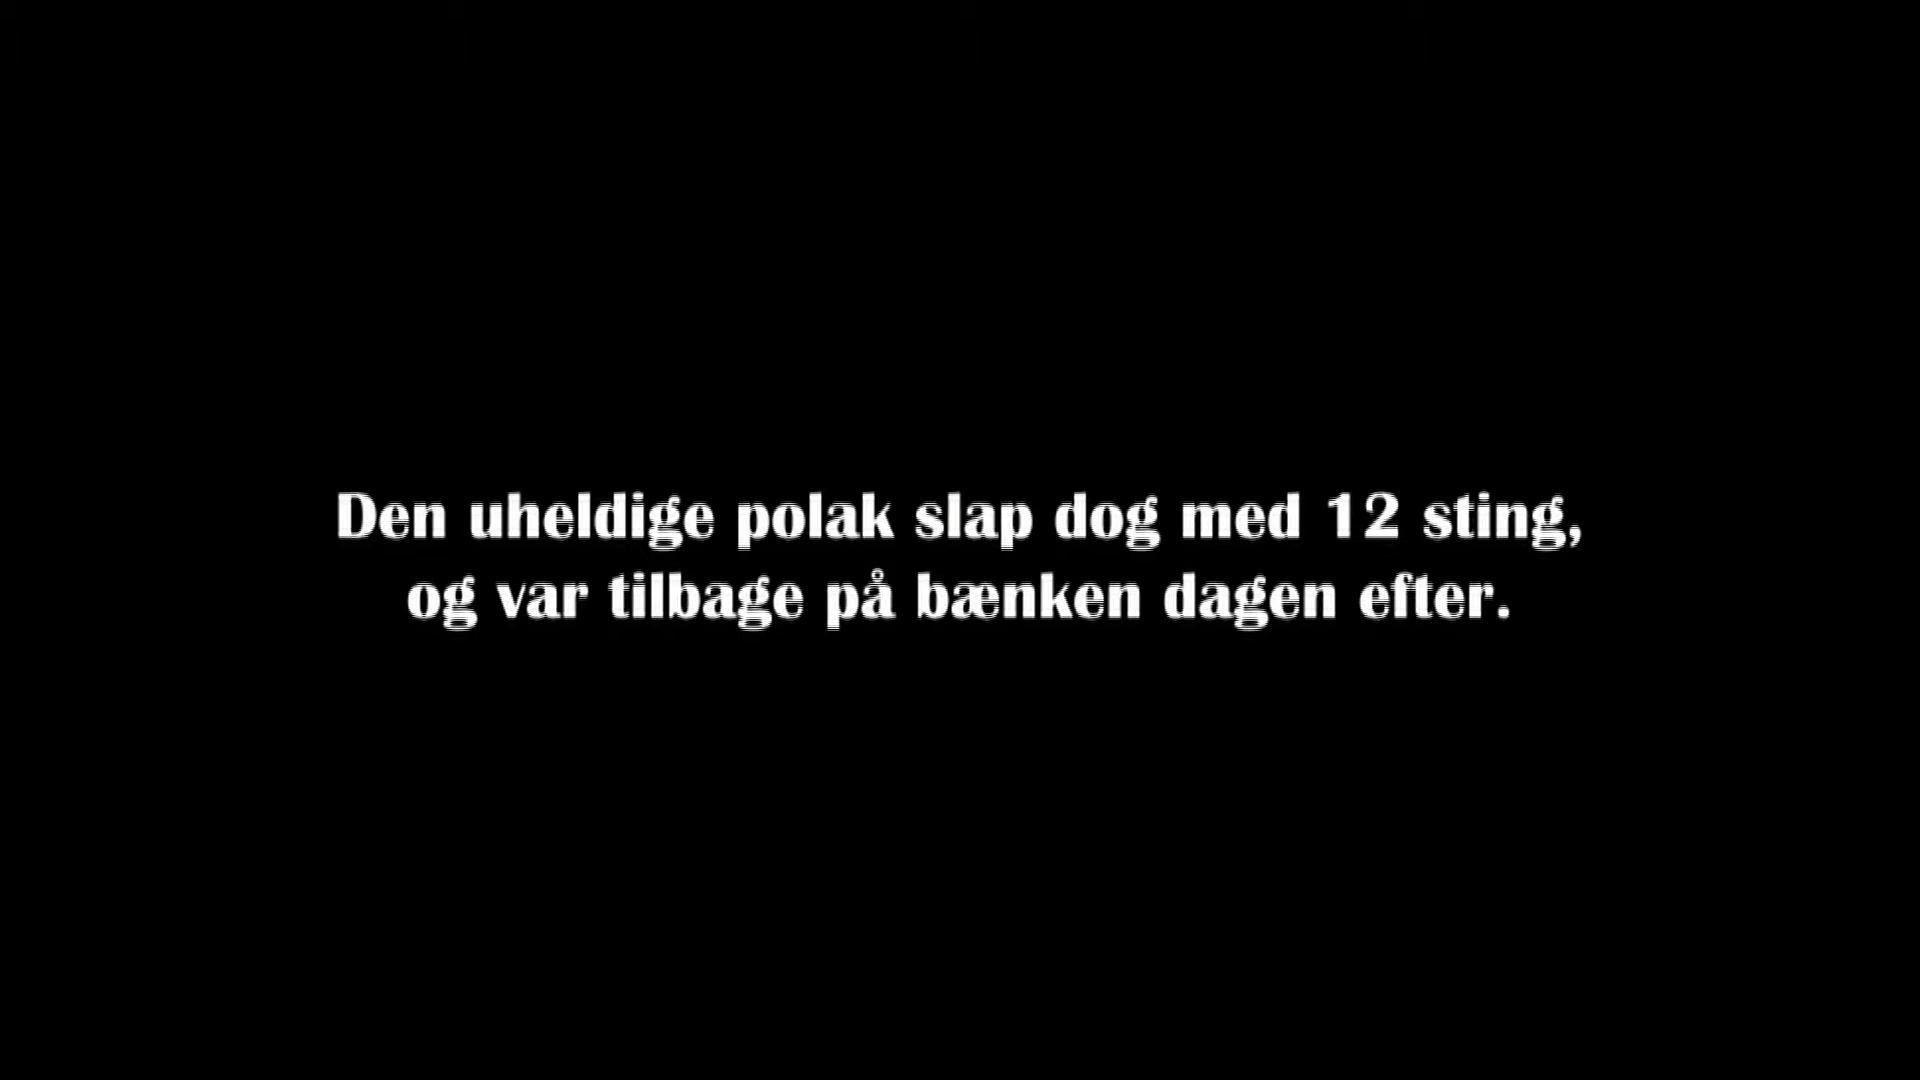 Den uheldige polak slap dog med 12 sting,
og var tilbage på bænken dagen efter.